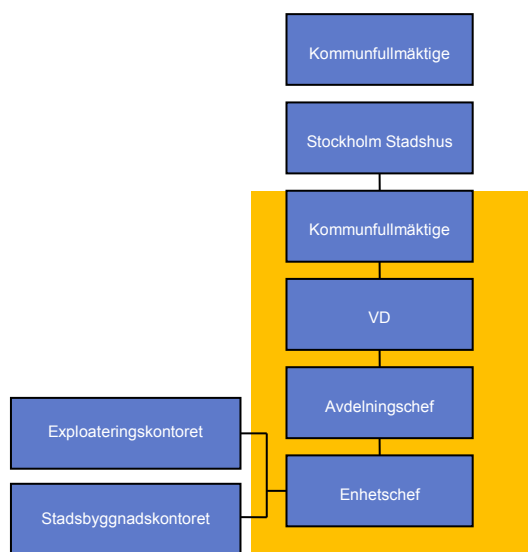 Kommunfullmäktige
Stockholm Stadshus
Kommunfullmäktige
VD
Avdelningschef
Exploateringskontoret
Enhetschef
Stadsbyggnadskontoret